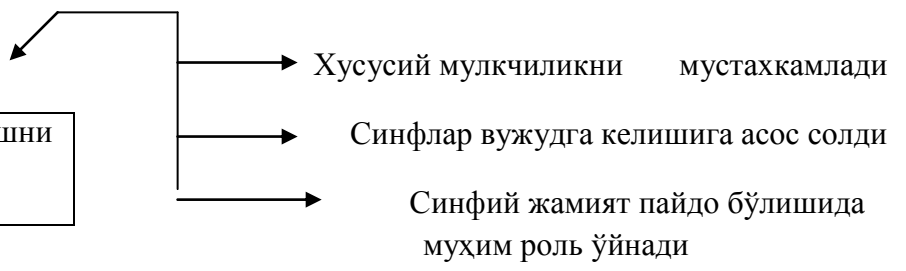 Хусусий мулкчиликни мустахкамлади
шни
Синфлар вужудга келишига асос солди
Синфий жамият пайдо бўлишида
муҳим роль ўйнади